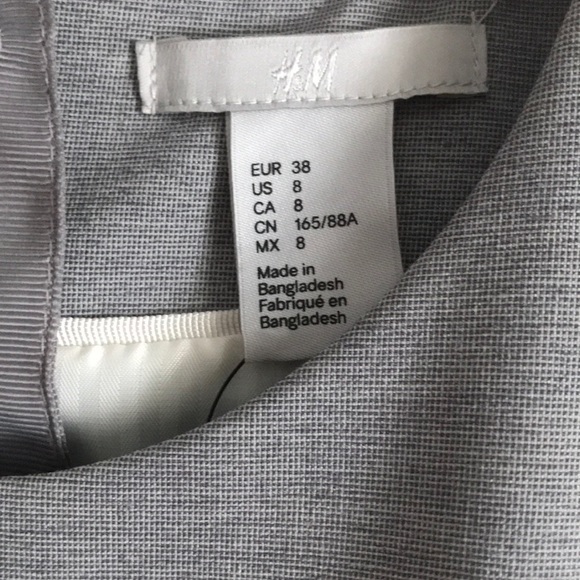 H&M
EUR 38
US 8
CA 8
CN 165/88A
MX 8
Made in
Bangladesh
Fabriqué en
Bangladesh